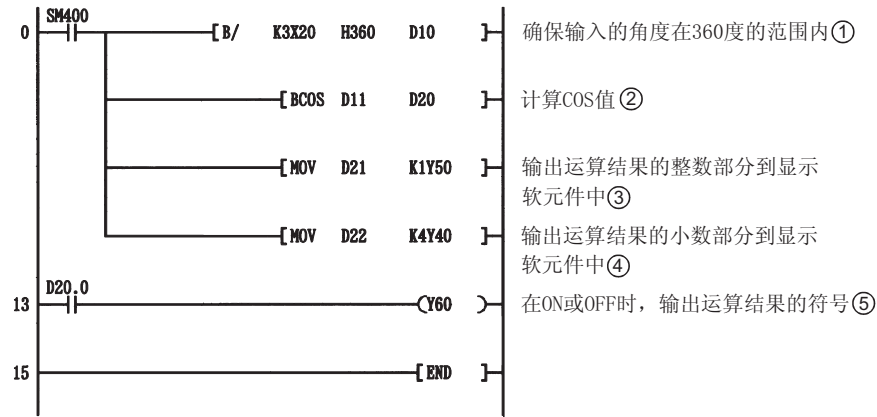 SM400
0 B/ K3X20 H360 D10 确保输入的角度在360度的范围内①
BCOS D11 D20 计算COS值②
MOV D21 K1Y50 输出运算结果的整数部分到显示
软元件中③
MOV D22 K4Y40 输出运算结果的小数部分到显示
软元件中④
D20.0
13 Y60 在ON或OFF时，输出运算结果的符号⑤
15 END